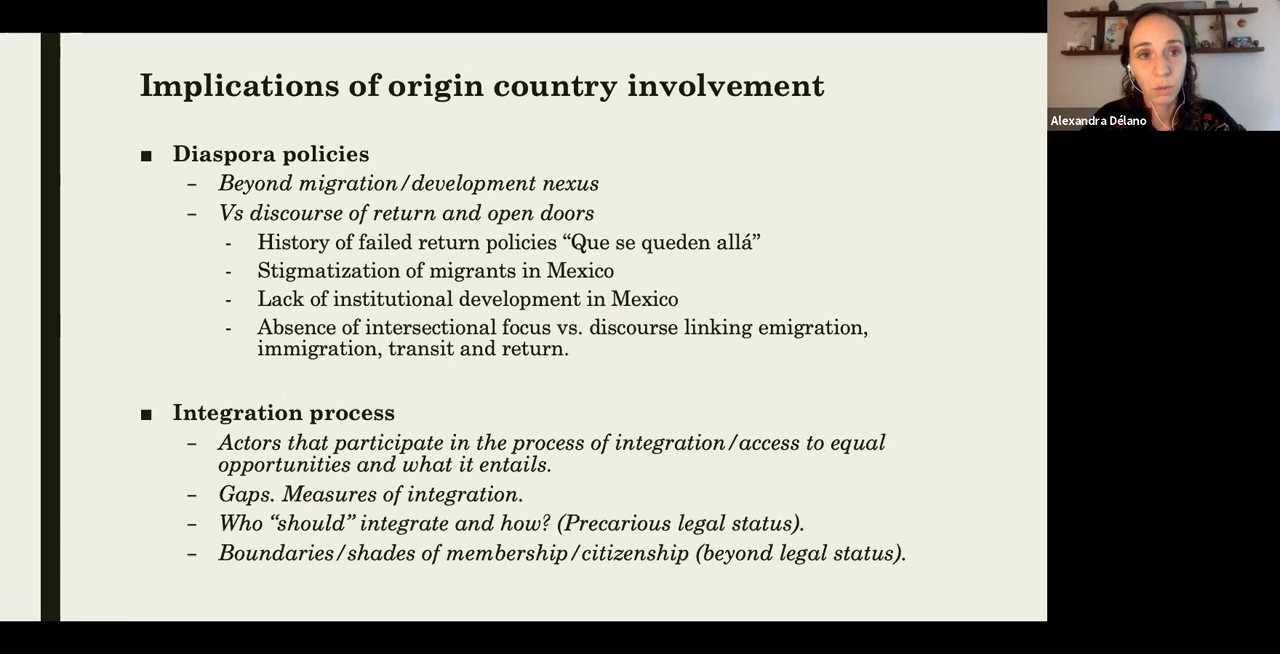 Implications of origin country involvement
■ Diaspora policies
– Beyond migration/development nexus
– Vs discourse of return and open doors
- History of failed return policies “Que se queden allá”
- Stigmatization of migrants in Mexico
- Lack of institutional development in Mexico
- Absence of intersectional focus vs. discourse linking emigration,
immigration, transit and return.
■ Integration process
– Actors that participate in the process of integration/access to equal
opportunities and what it entails.
– Gaps. Measures of integration.
– Who “should” integrate and how? (Precarious legal status).
– Boundaries/shades of membership/citizenship (beyond legal status).
Alexandra Délano